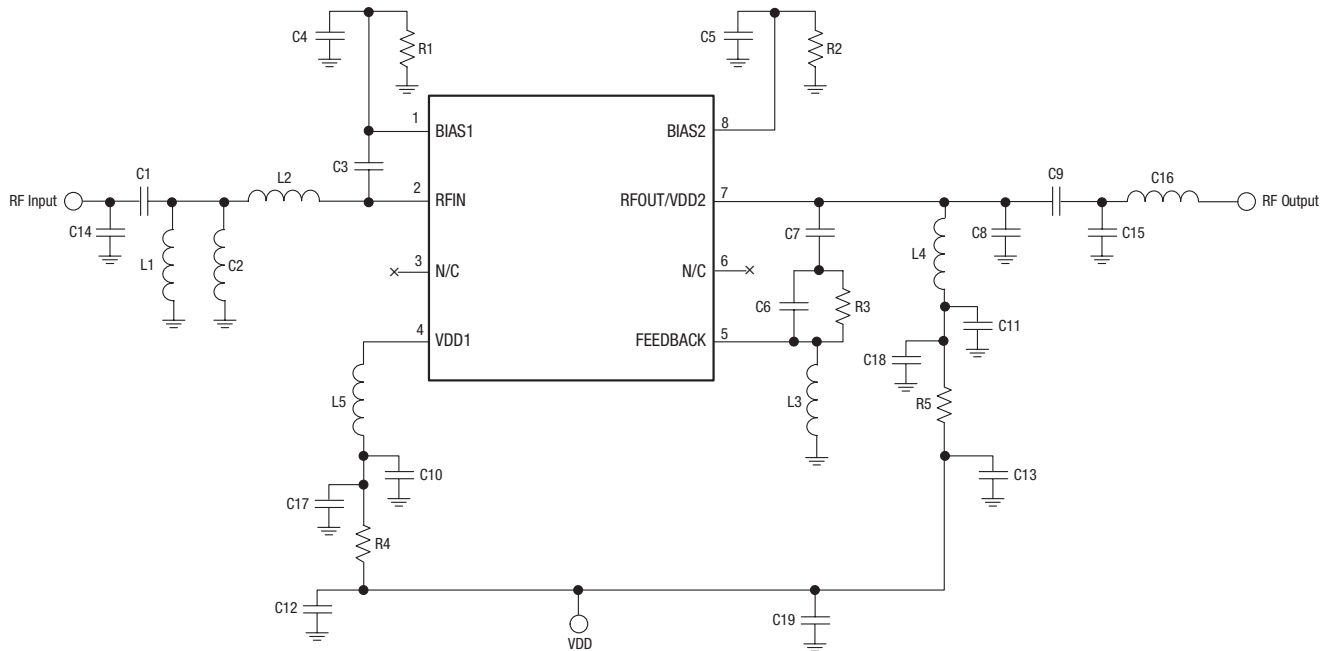 C4
R1
C5
R2
1
BIAS1
BIAS2
8
C3
C1
L2
2
RFIN
RFOUT/VDD2
7
C9
C16
RF Input
RF Output
C14
L1
C2
C7
L4
C8
C15
3
N/C
N/C
6
C6
R3
4
VDD1
FEEDBACK
5
C11
C18
L5
L3
R5
C10
C13
C17
R4
C12
C19
VDD